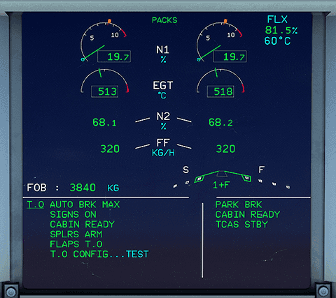 PACKS
FLX
81.5%
60°C
5 10
19.7
N1
%
5 10
19.7
513
EGT
°C
518
68.1
N2
%
68.2
320
FF
KG/H
320
S F
1+F
FOB : 3840 KG
T.O AUTO BRK MAX
SIGNS ON
CABIN READY
SPLRS ARM
FLAPS T.O
T.O CONFIG...TEST
PARK BRK
CABIN READY
TCAS STBY